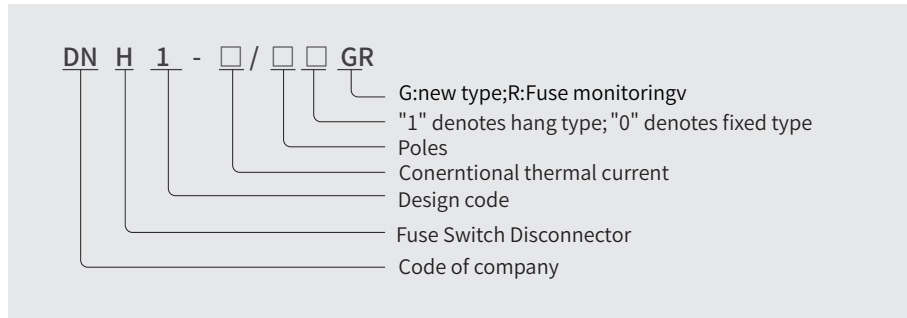 DN H 1 - □ / □ □ GR
G:new type;R:Fuse monitoringv
"1" denotes hang type; "0" denotes fixed type
Poles
Conerntional thermal current
Design code
Fuse Switch Disconnector
Code of company